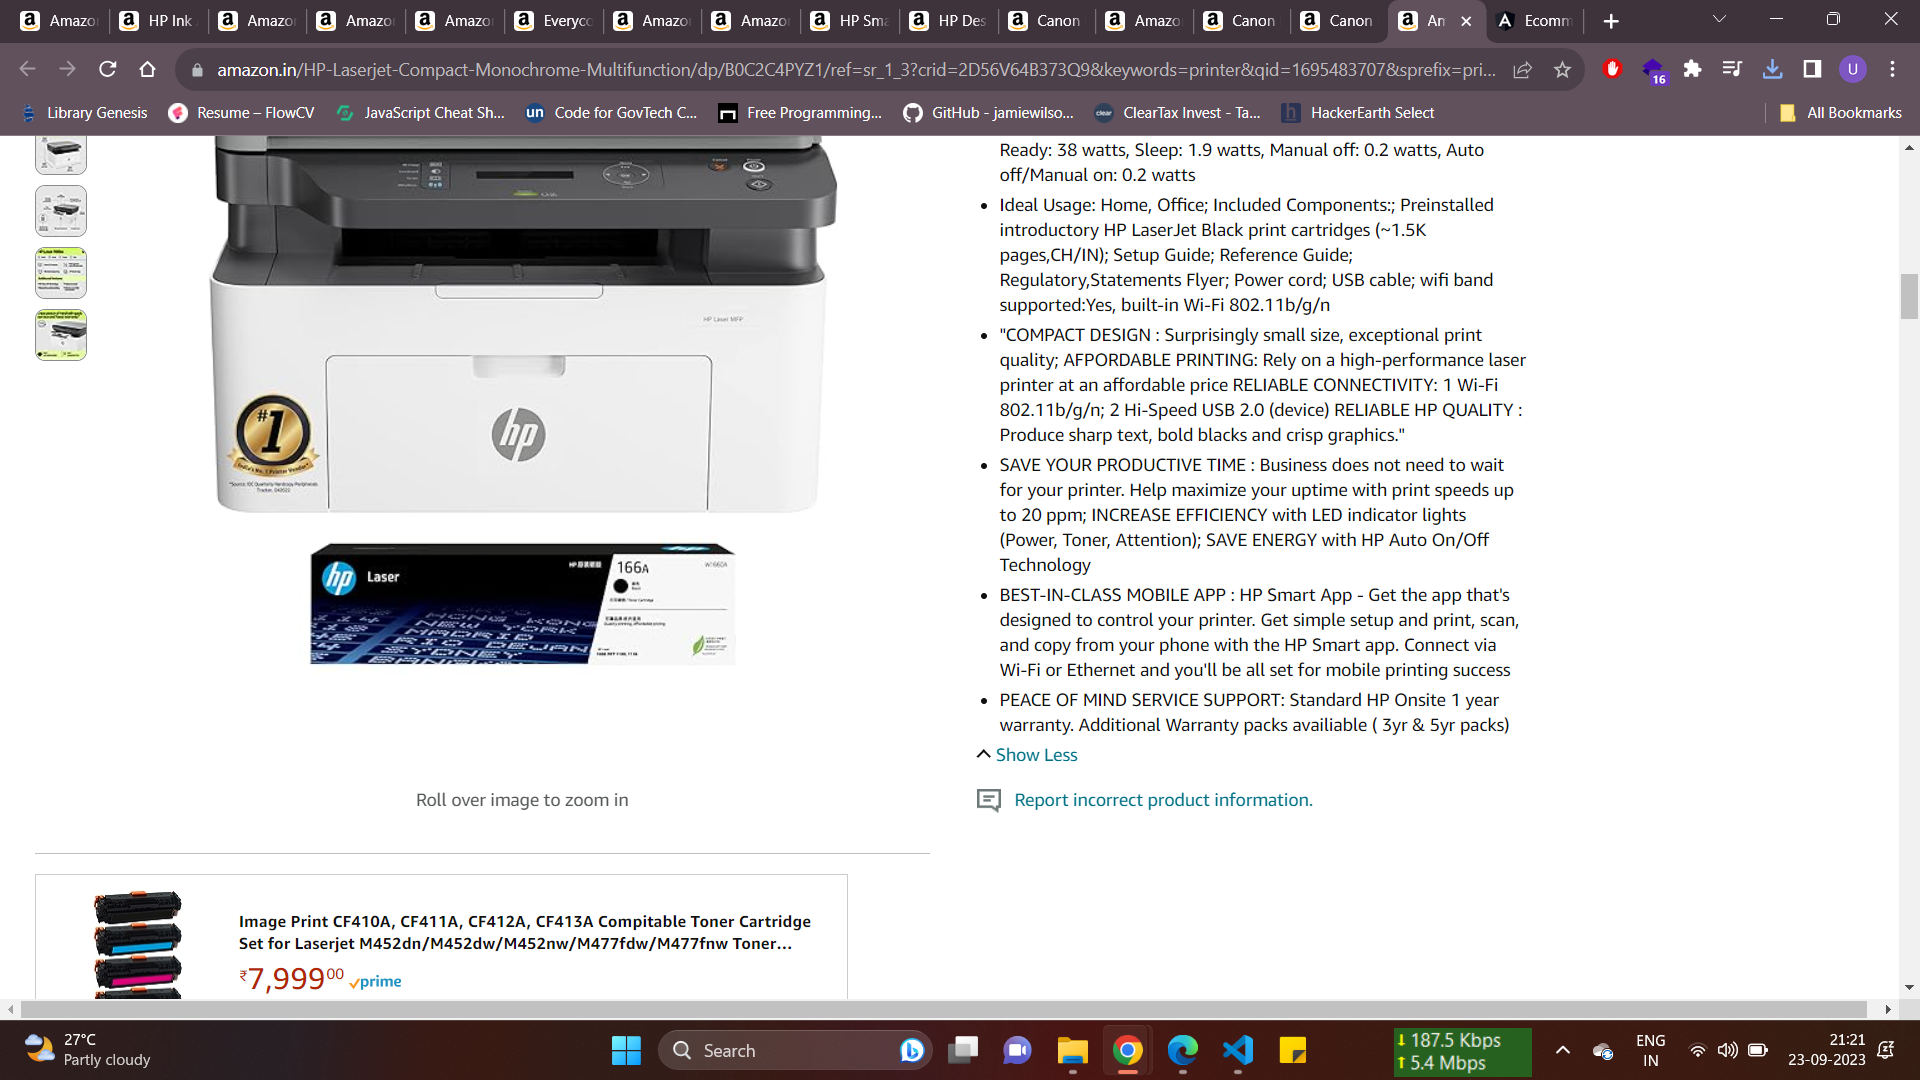 Amazo
HP Ink
Amazo
Amazo
Amazo
Everyco
Amazo
Amazo
HP Sma
HP Des
Canon
Amazo
Canon
Canon
Am
Ecomm
amazon.in/HP-Laserjet-Compact-Monochrome-Multifunction/dp/B0C2C4PYZ1/ref=sr_1_3?crid=2D56V64B373Q9&keywords=printer&qid=1695483707&sprefix=pri...
16
U
Library Genesis
Resume – FlowCV
JavaScript Cheat Sh...
un Code for GovTech C...
Free Programming...
GitHub - jamiewilso...
clear ClearTax Invest - Ta...
h HackerEarth Select
All Bookmarks
Ready: 38 watts, Sleep: 1.9 watts, Manual off: 0.2 watts, Auto
off/Manual on: 0.2 watts
Ideal Usage: Home, Office; Included Components:; Preinstalled
introductory HP LaserJet Black print cartridges (~1.5K
pages,CH/IN); Setup Guide; Reference Guide;
Regulatory,Statements Flyer; Power cord; USB cable; wifi band
supported:Yes, built-in Wi-Fi 802.11b/g/n
"COMPACT DESIGN : Surprisingly small size, exceptional print
quality; AFPORDABLE PRINTING: Rely on a high-performance laser
printer at an affordable price RELIABLE CONNECTIVITY: 1 Wi-Fi
802.11b/g/n; 2 Hi-Speed USB 2.0 (device) RELIABLE HP QUALITY :
Produce sharp text, bold blacks and crisp graphics."
SAVE YOUR PRODUCTIVE TIME : Business does not need to wait
for your printer. Help maximize your uptime with print speeds up
to 20 ppm; INCREASE EFFICIENCY with LED indicator lights
(Power, Toner, Attention); SAVE ENERGY with HP Auto On/Off
Technology
BEST-IN-CLASS MOBILE APP : HP Smart App - Get the app that's
designed to control your printer. Get simple setup and print, scan,
and copy from your phone with the HP Smart app. Connect via
Wi-Fi or Ethernet and you'll be all set for mobile printing success
PEACE OF MIND SERVICE SUPPORT: Standard HP Onsite 1 year
warranty. Additional Warranty packs availiable ( 3yr & 5yr packs)
Show Less
Report incorrect product information.
HP Laser MFP
#1
India's No. 1 Printer Vendor*
hp
hp Laser
166A
W1660A
Roll over image to zoom in
Image Print CF410A, CF411A, CF412A, CF413A Compitable Toner Cartridge
Set for Laserjet M452dn/M452dw/M452nw/M477fdw/M477fnw Toner...
₹7,99900 prime
27°C
Partly cloudy
Search
187.5 Kbps
5.4 Mbps
ENG
IN
21:21
23-09-2023